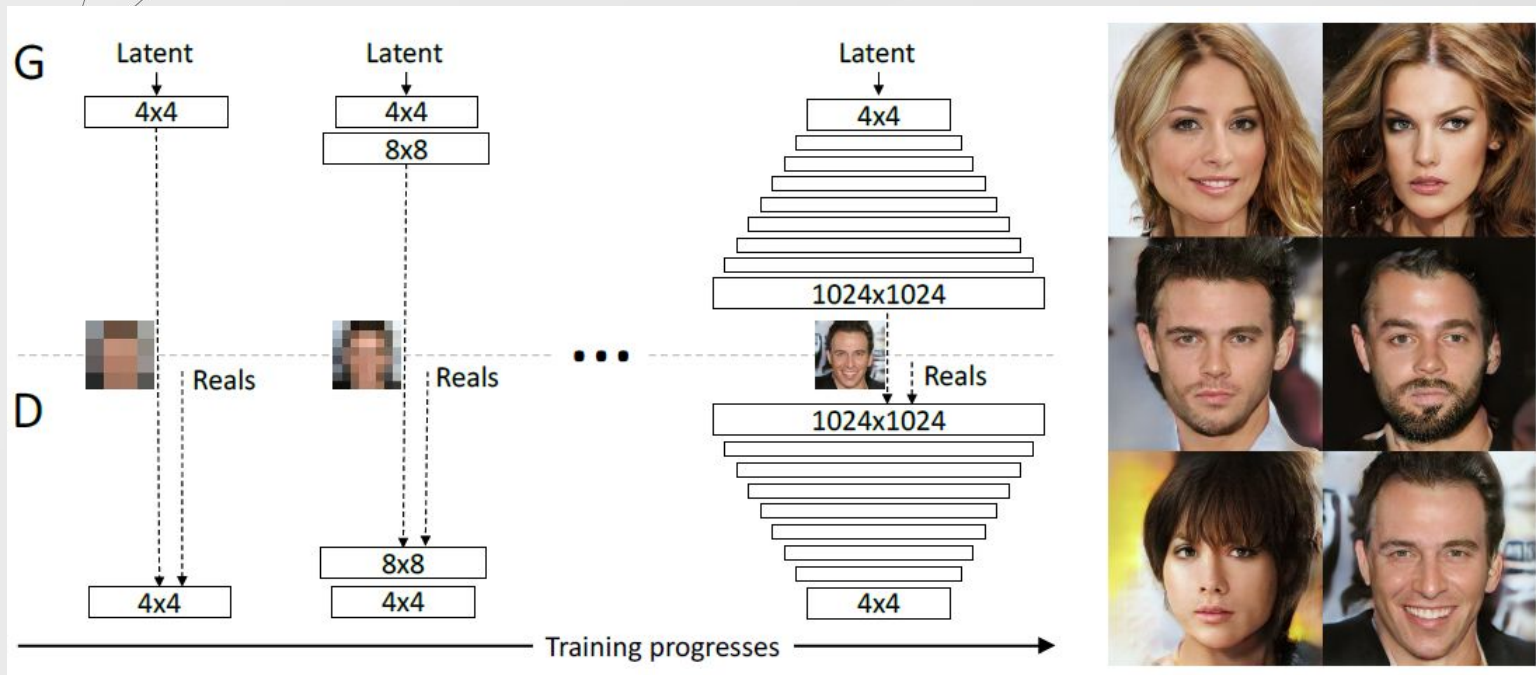 G
Latent
4x4
Latent
4x4
8x8
Latent
4x4
1024x1024
Reals
Reals
...
Reals
D
1024x1024
8x8
4x4
4x4
4x4
Training progresses